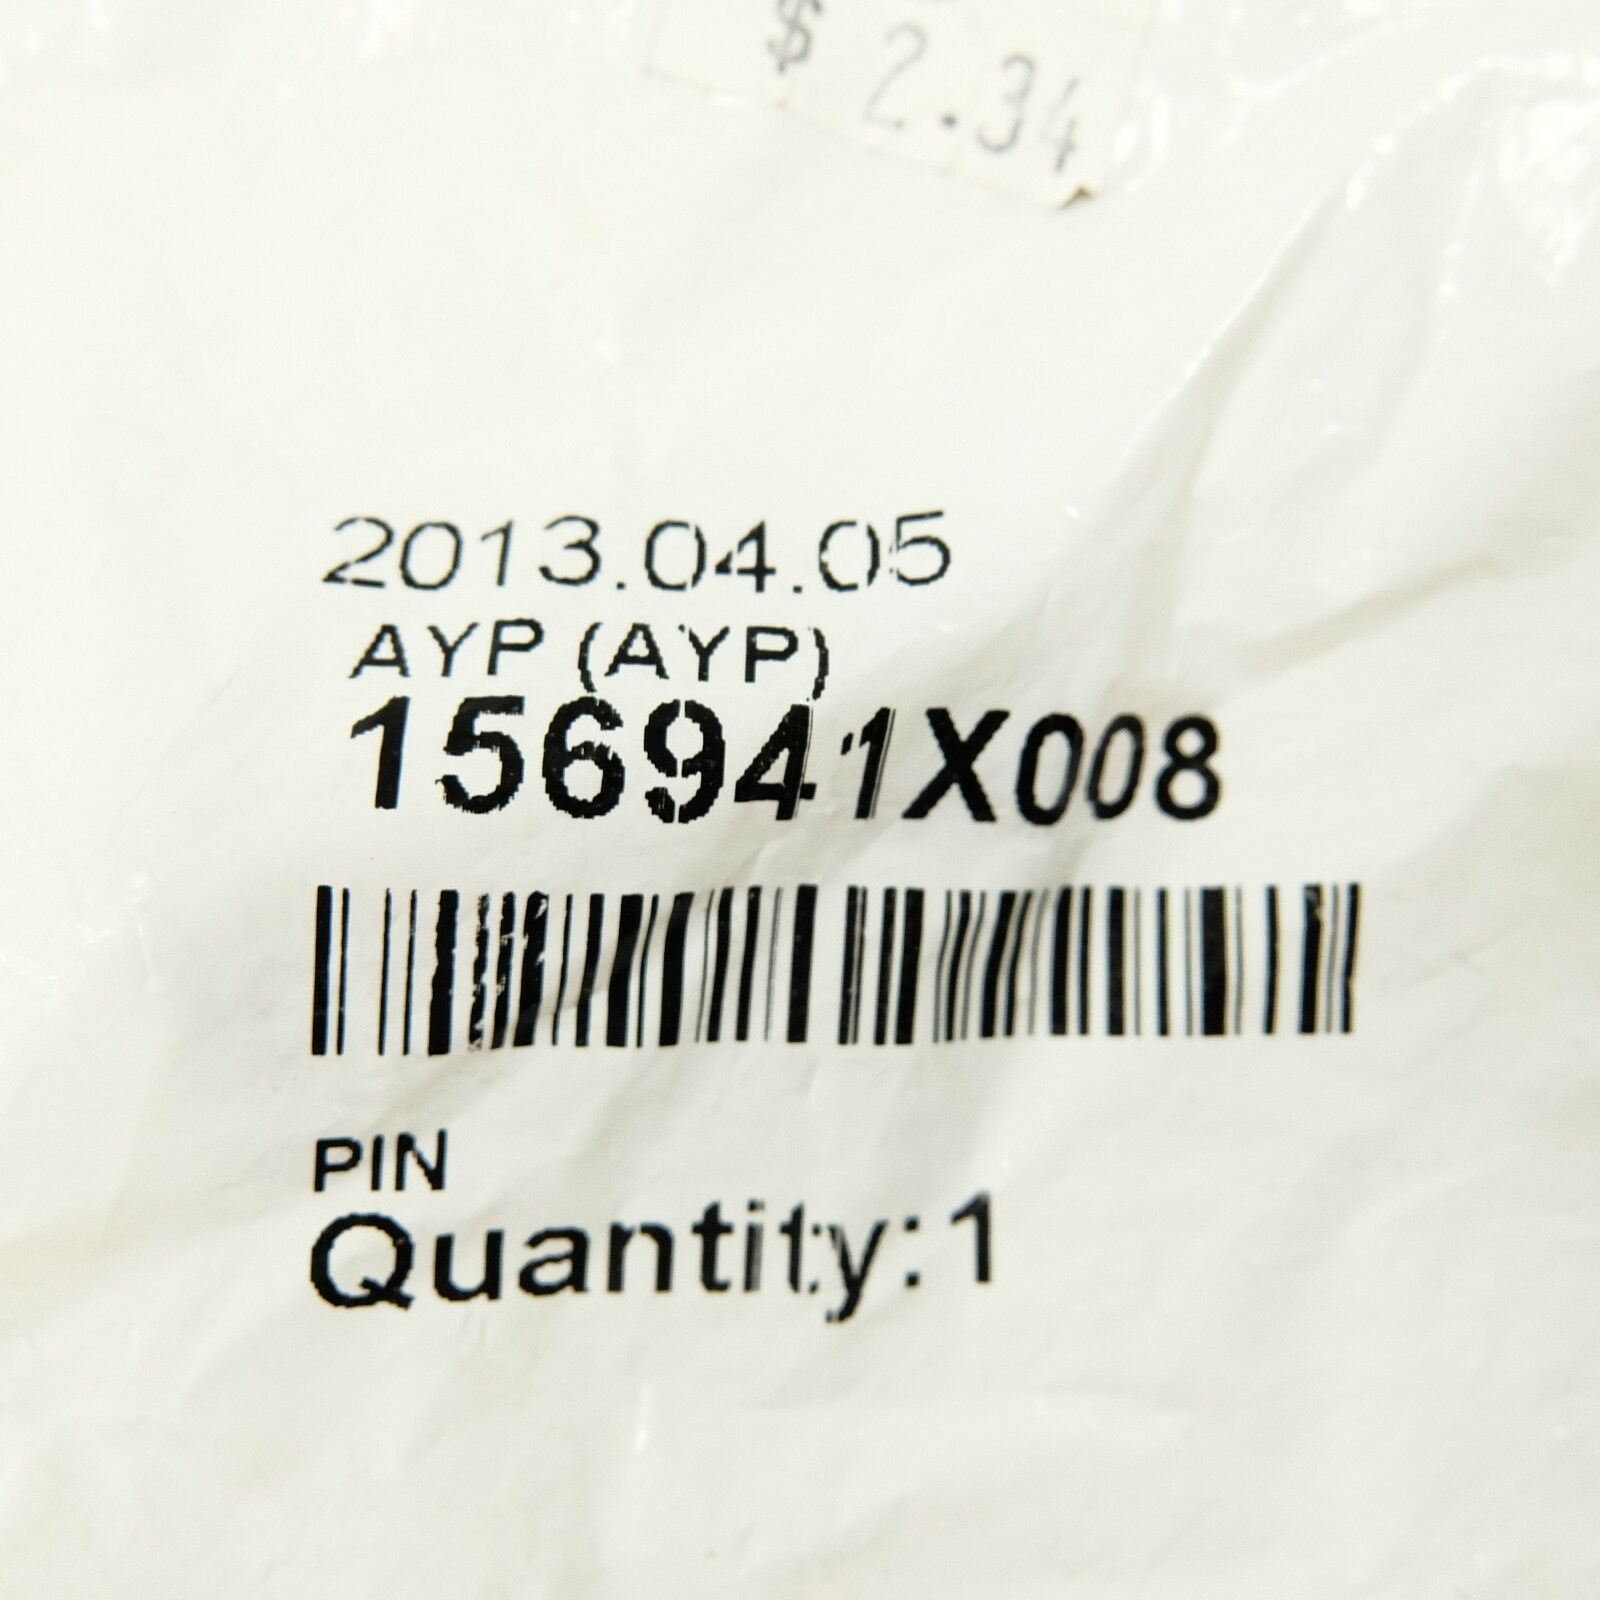 $ 2.34
2013.04.05
AYP (AYP)
156941X008
PIN
Quantity:1